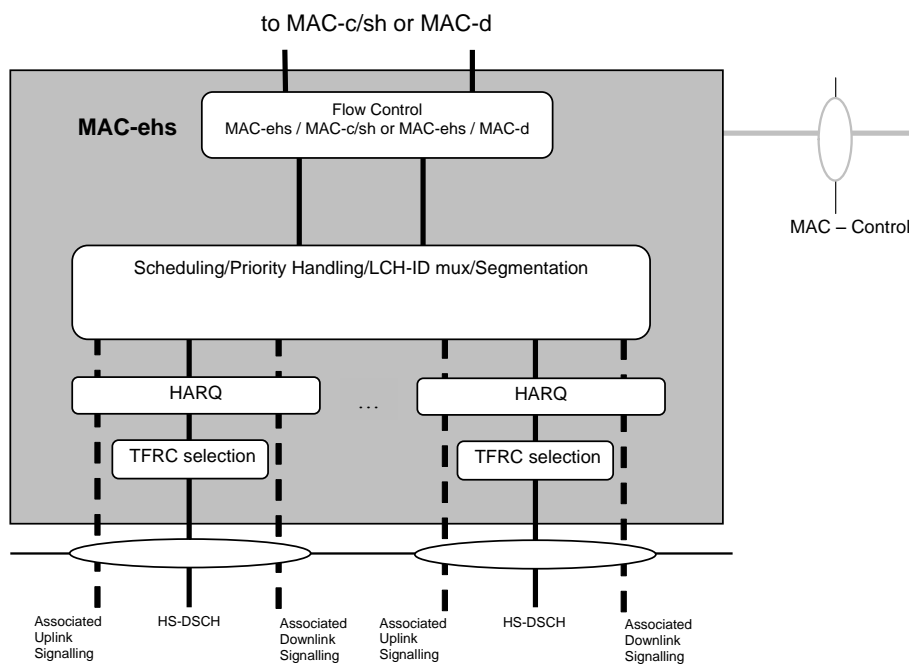 to MAC-c/sh or MAC-d
MAC-ehs
Flow Control
MAC-ehs / MAC-c/sh or MAC-ehs / MAC-d
MAC – Control
Scheduling/Priority Handling/LCH-ID mux/Segmentation
HARQ
…
HARQ
TFRC selection
TFRC selection
Associated
Uplink
Signalling
HS-DSCH
Associated
Downlink
Signalling
Associated
Uplink
Signalling
HS-DSCH
Associated
Downlink
Signalling